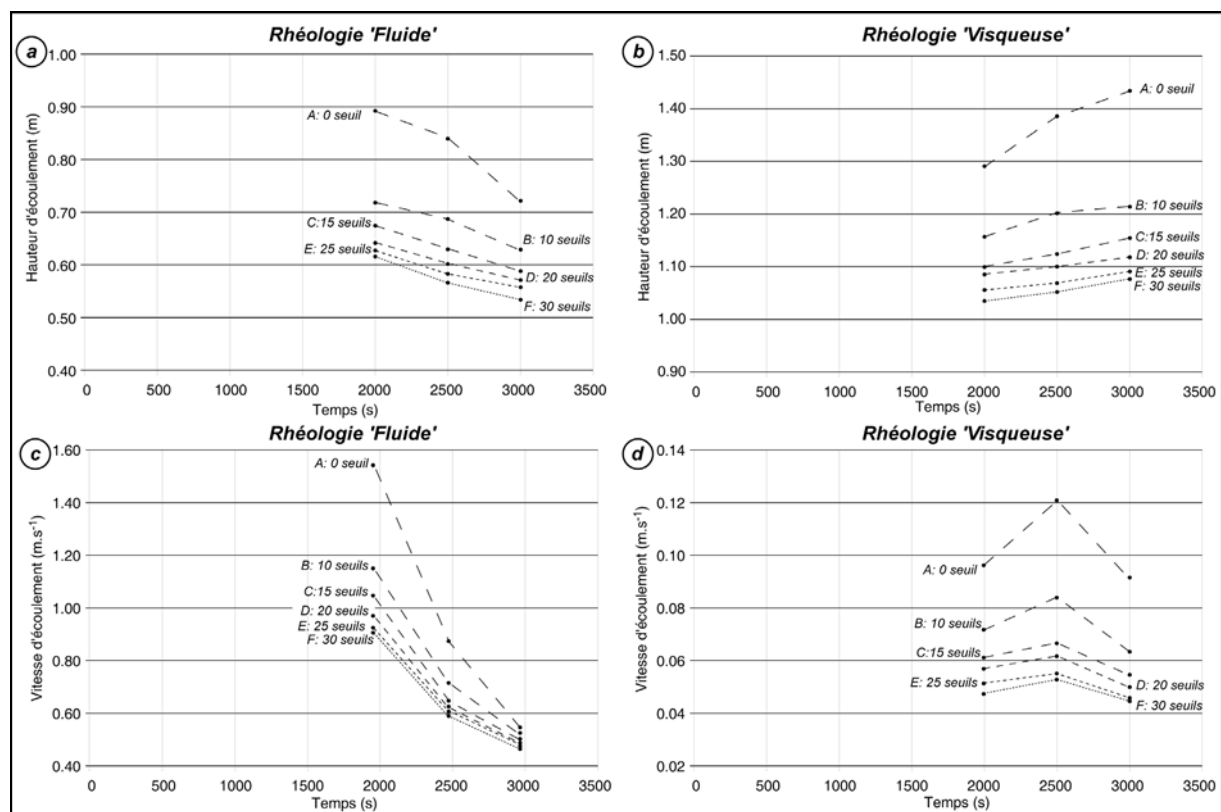 a
Rhéologie 'Fluide'
Hauteur d'écoulement (m)
1.00
0.90
0.80
0.70
0.60
0.50
0.40
A: 0 seuil
C:15 seuils
B: 10 seuils
E: 25 seuils
D: 20 seuils
F: 30 seuils
0 500 1000 1500 2000 2500 3000 3500
Temps (s)
b
Rhéologie 'Visqueuse'
Hauteur d'écoulement (m)
1.50
1.40
1.30
1.20
1.10
1.00
0.90
A: 0 seuil
B: 10 seuils
C:15 seuils
D: 20 seuils
E: 25 seuils
F: 30 seuils
0 500 1000 1500 2000 2500 3000 3500
Temps (s)
c
Rhéologie 'Fluide'
Vitesse d'écoulement (m.s-1)
1.60
1.40
1.20
1.00
0.80
0.60
0.40
A: 0 seuil
B: 10 seuils
C:15 seuils
D: 20 seuils
E: 25 seuils
F: 30 seuils
0 500 1000 1500 2000 2500 3000 3500
Temps (s)
d
Rhéologie 'Visqueuse'
Vitesse d'écoulement (m.s-1)
0.14
0.12
0.10
0.08
0.06
0.04
0.02
A: 0 seuil
B: 10 seuils
C:15 seuils
E: 25 seuils
D: 20 seuils
F: 30 seuils
0 500 1000 1500 2000 2500 3000 3500
Temps (s)